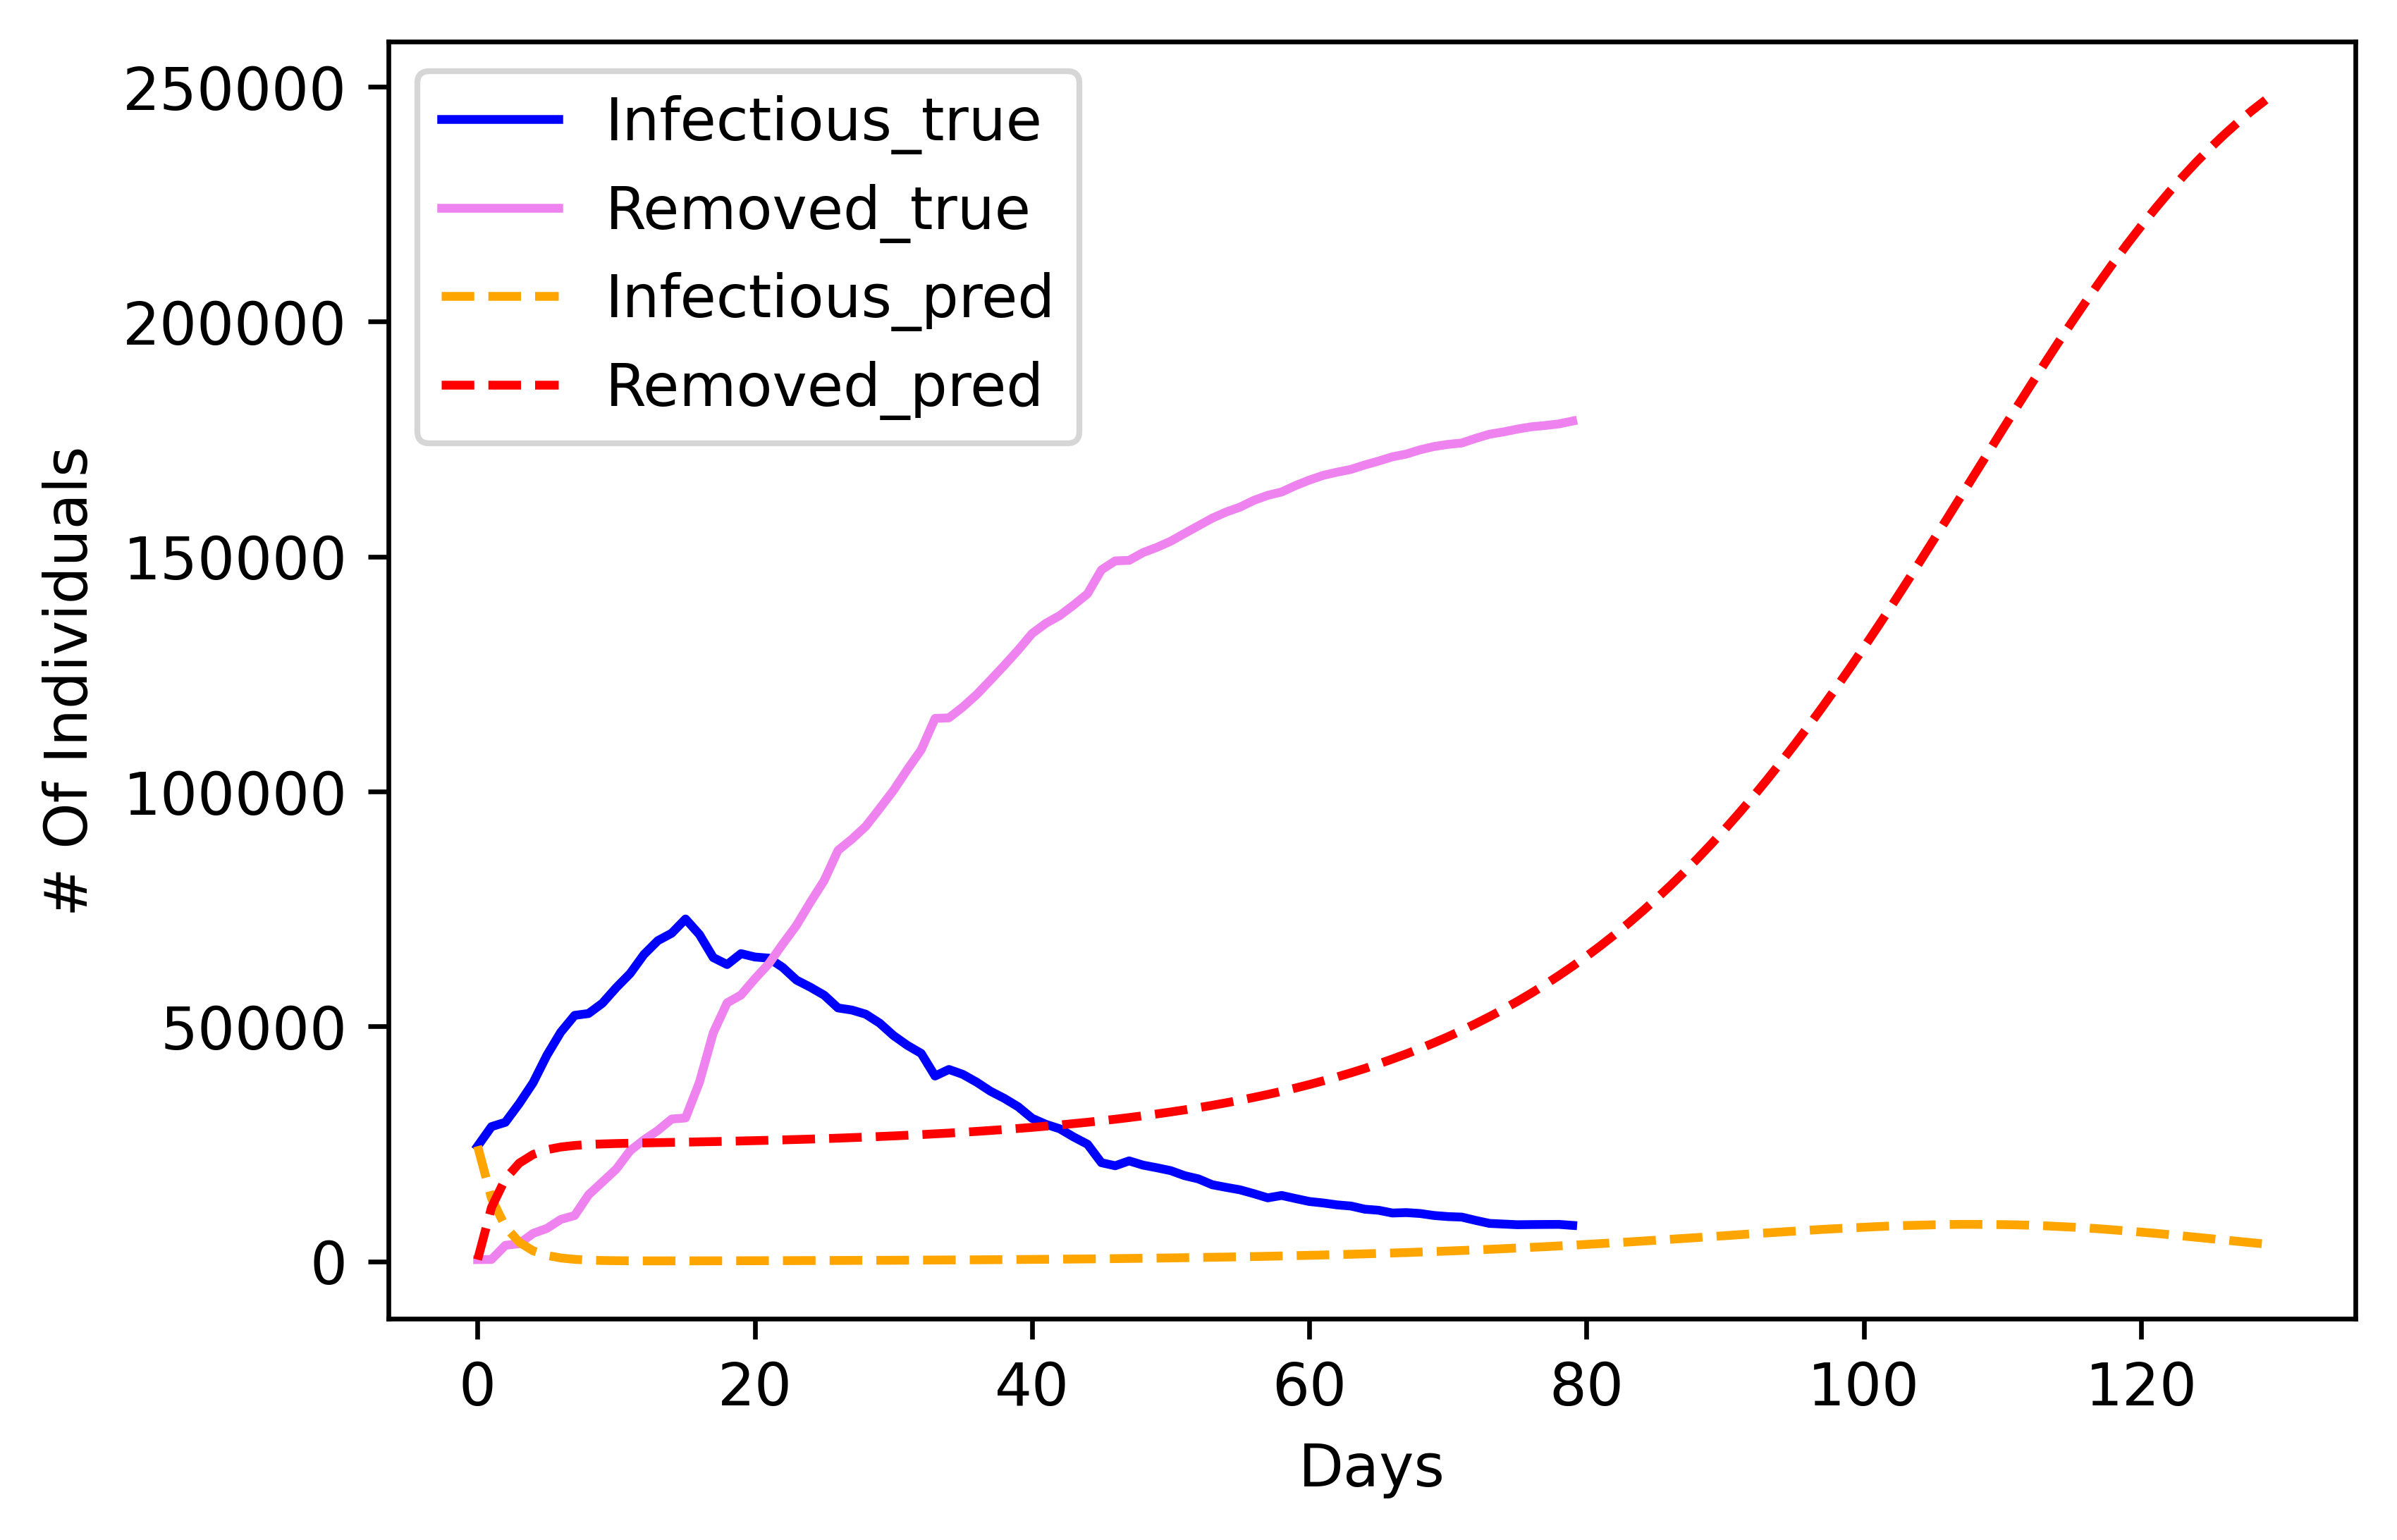 250000
200000
150000
100000
50000
0
# Of Individuals
Infectious_true
Removed_true
Infectious_pred
Removed_pred
0 20 40 60 80 100 120
Days